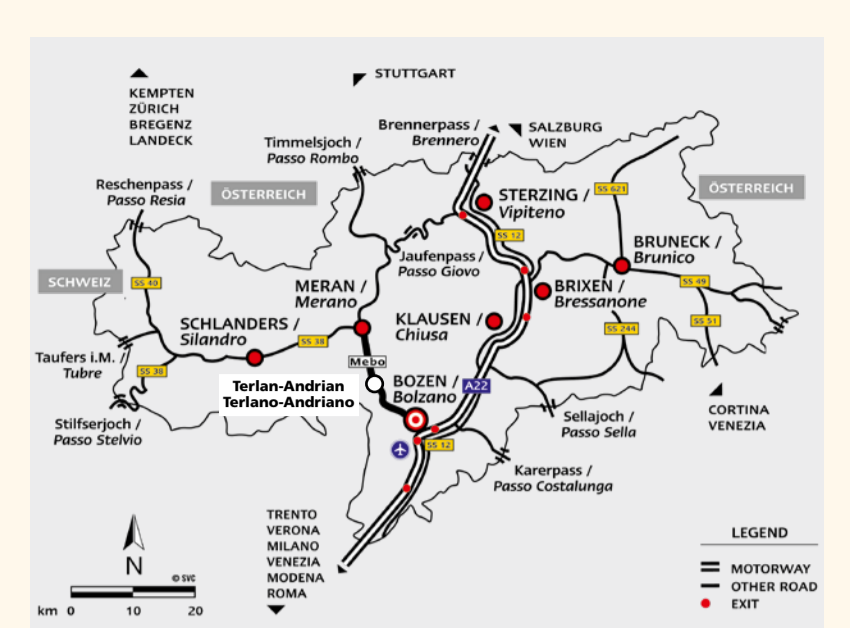 STUTTGART
KEMPTEN
ZÜRICH
BREGENZ
LANDECK
Brennerpass /
Brennero
SALZBURG
WIEN
Timmelsjoch /
Passo Rombo
Reschenpass /
Passo Resia
ÖSTERREICH
ÖSTERREICH
SS 621
STERZING /
Vipiteno
SS 12
BRUNECK /
Brunico
Jaufenpass /
Passo Giovo
SCHWEIZ
SS 40
MERAN /
Merano
BRIXEN /
Bressanone
SS 49
SCHLANDERS /
Silandro
KLAUSEN /
Chiusa
SS 51
SS 244
SS 38
Mebo
Taufers i.M. /
Tubre
SS 38
Terlan-Andrian
Terlano-Andriano
BOZEN /
Bolzano
A22
Stilfserjoch /
Passo Stelvio
Sellajoch /
Passo Sella
CORTINA
VENEZIA
SS 12
Karerpass /
Passo Costalunga
TRENTO
VERONA
MILANO
VENEZIA
MODENA
ROMA
N
© SVC
km 0 10 20
LEGEND
MOTORWAY
OTHER ROAD
EXIT